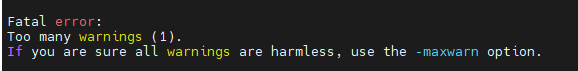 Fatal error:
Too many warnings (1).
If you are sure all warnings are harmless, use the -maxwarn option.